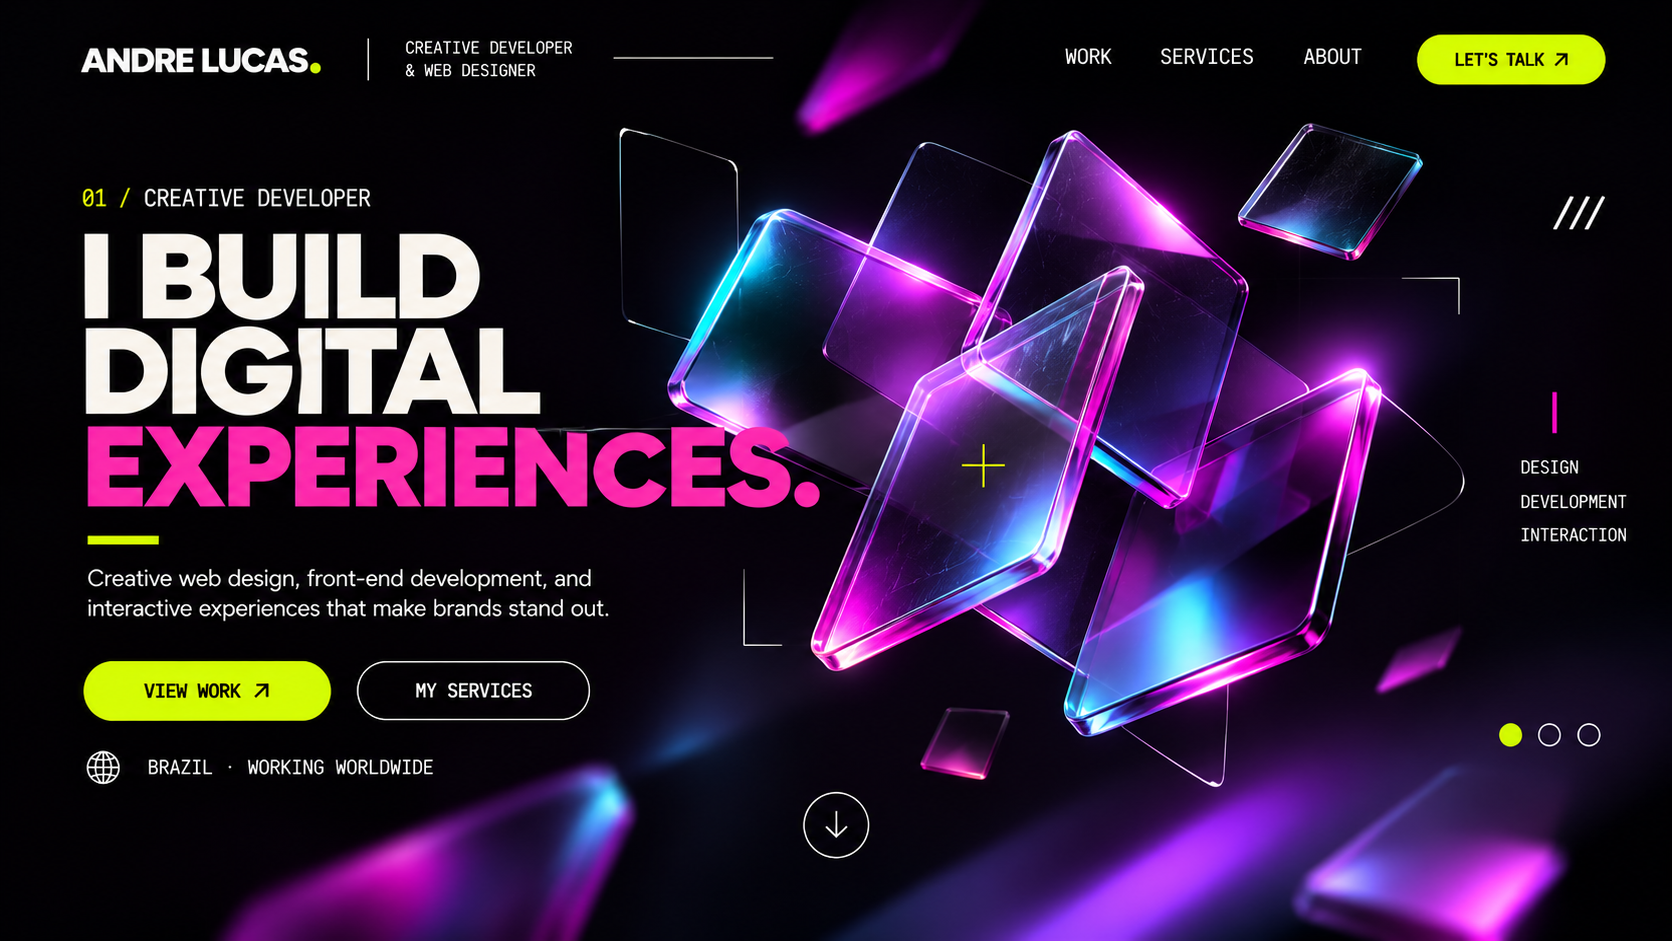 ANDRE LUCAS.
CREATIVE DEVELOPER
& WEB DESIGNER
WORK
SERVICES
ABOUT
LET'S TALK ↗
01 / CREATIVE DEVELOPER
I BUILD
DIGITAL
EXPERIENCES.
Creative web design, front-end development, and
interactive experiences that make brands stand out.
VIEW WORK ↗
MY SERVICES
BRAZIL · WORKING WORLDWIDE
DESIGN
DEVELOPMENT
INTERACTION